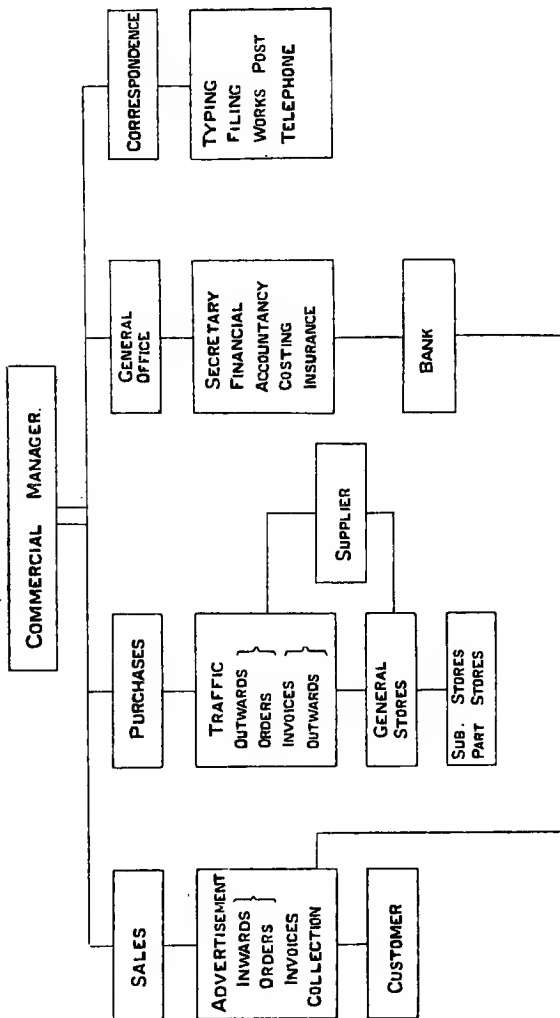 COMMERCIAL MANAGER.
SALES
ADVERTISEMENT
INWARDS
ORDERS
INVOICES
COLLECTION
CUSTOMER
PURCHASES
TRAFFIC
OUTWARDS
ORDERS
INVOICES
OUTWARDS
SUPPLIER
GENERAL
STORES
SUB. STORES
PART STORES
GENERAL
OFFICE
SECRETARY
FINANCIAL
ACCOUNTANCY
COSTING
INSURANCE
BANK
CORRESPONDENCE
TYPING
FILING
WORKS POST
TELEPHONE